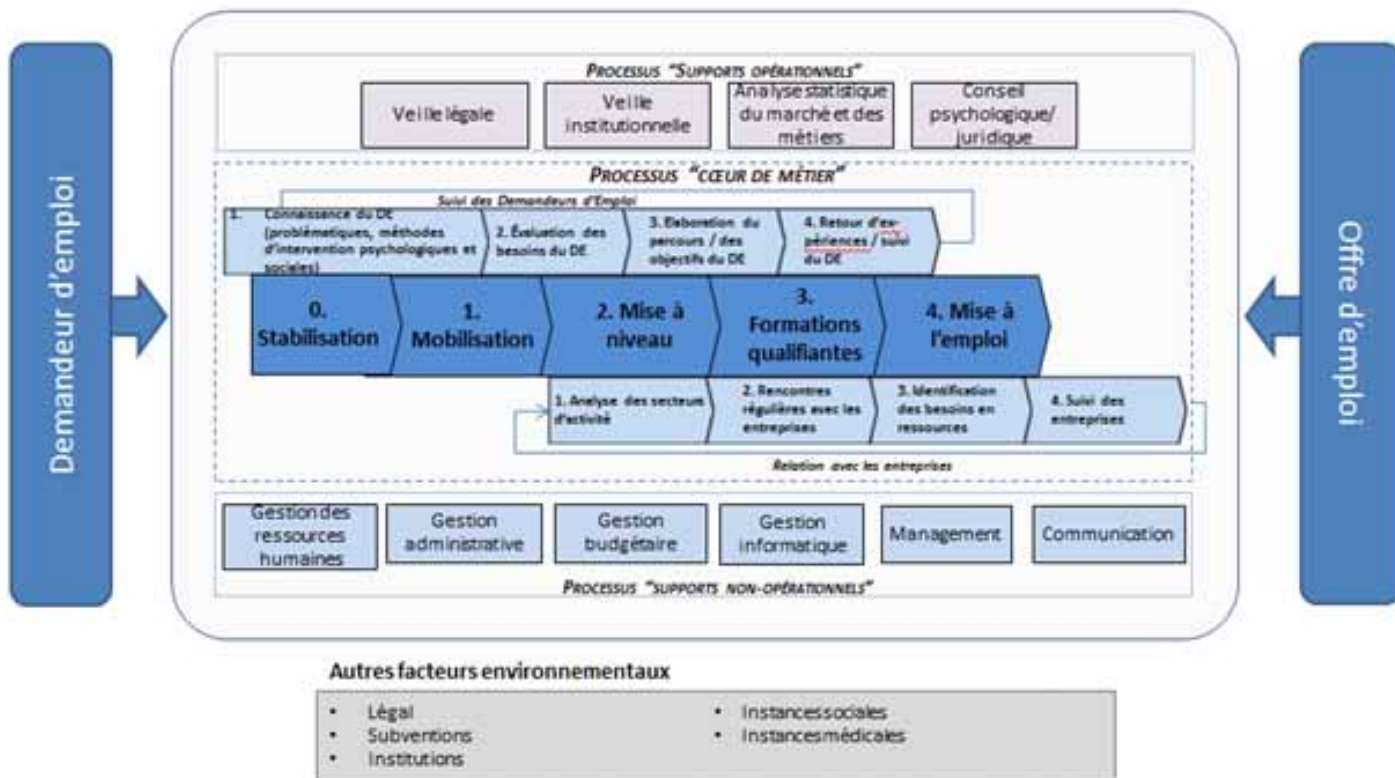 Demandeur d'emploi
PROCESSUS "SUPPORTS OPÉRATIONNELS"
Veille légale
Veille
institutionnelle
Analyse statistique
du marché et des
métiers
Conseil
psychologique/
juridique
PROCESSUS "CŒUR DE MÉTIER"
Suivi des Demandeurs d'Emploi
1. Connaissance du DE
(problématiques, méthodes
d'intervention psychologiques et
sociales)
2. Évaluation des
besoins du DE
3. Elaboration du
parcours / des
objectifs du DE
4. Retour d'ex-
périences / suivi
du DE
0.
Stabilisation
1.
Mobilisation
2. Mise à
niveau
3.
Formations
qualifiantes
4. Mise à
l'emploi
1. Analyse des secteurs
d'activité
2. Rencontres
régulières avec les
entreprises
3. Identification
des besoins en
ressources
4. Suivi des
entreprises
Relation avec les entreprises
Gestion des
ressources
humaines
Gestion
administrative
Gestion
budgétaire
Gestion
informatique
Management
Communication
PROCESSUS "SUPPORTS NON-OPÉRATIONNELS"
Offre d'emploi
Autres facteurs environnementaux
• Légal
• Subventions
• Institutions
• Instances sociales
• Instances médicales